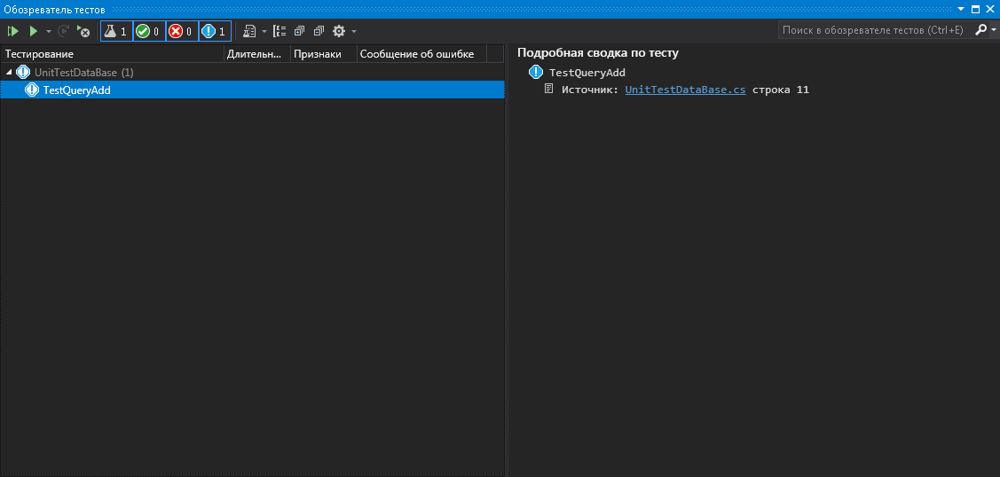 Обозреватель тестов
1 0 0 1
Поиск в обозревателе тестов (Ctrl+E)
Тестирование Длительн... Признаки Сообщение об ошибке
UnitTestDataBase (1)
TestQueryAdd
Подробная сводка по тесту
TestQueryAdd
Источник: UnitTestDataBase.cs строка 11